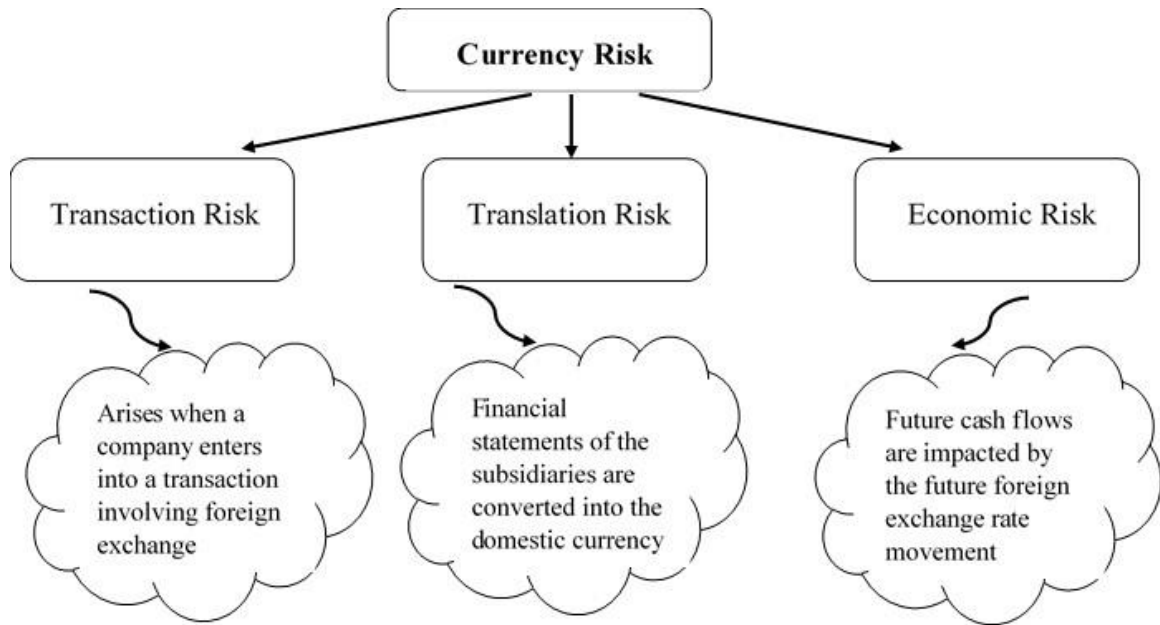 Currency Risk
Transaction Risk
Translation Risk
Economic Risk
Arises when a
company enters
into a transaction
involving foreign
exchange
Financial
statements of the
subsidiaries are
converted into the
domestic currency
Future cash flows
are impacted by
the future foreign
exchange rate
movement